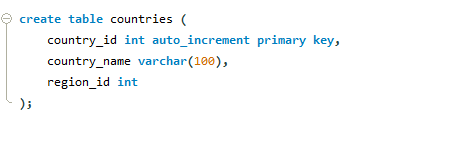 create table countries (
country_id int auto_increment primary key,
country_name varchar(100),
region_id int
);